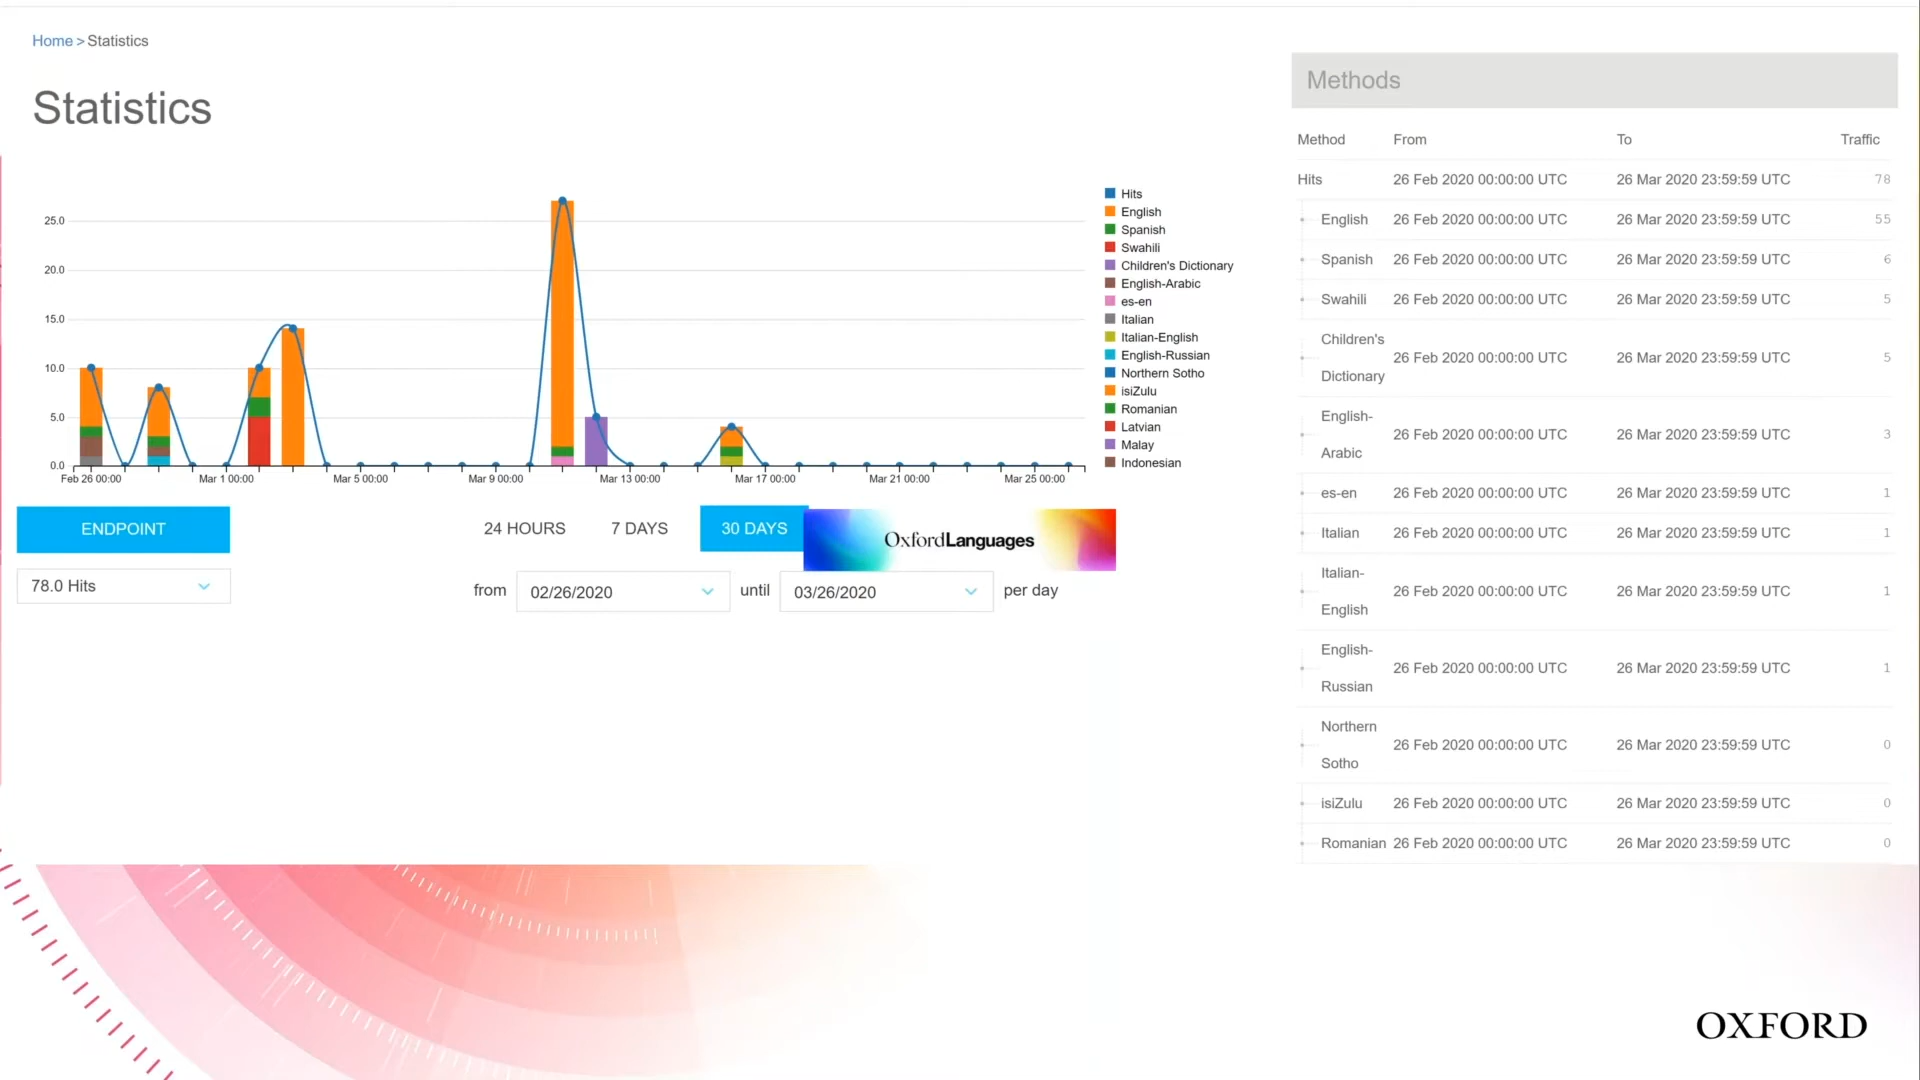 Home > Statistics
Statistics
25.0
20.0
15.0
10.0
5.0
0.0
Feb 26 00:00
Mar 1 00:00
Mar 5 00:00
Mar 9 00:00
Mar 13 00:00
Mar 17 00:00
Mar 21 00:00
Mar 25 00:00
Hits
English
Spanish
Swahili
Children's Dictionary
English-Arabic
es-en
Italian
Italian-English
English-Russian
Northern Sotho
isiZulu
Romanian
Latvian
Malay
Indonesian
ENDPOINT
24 HOURS
7 DAYS
30 DAYS
OxfordLanguages
78.0 Hits
from
02/26/2020
until
03/26/2020
per day
Methods
Method From To Traffic
Hits 26 Feb 2020 00:00:00 UTC 26 Mar 2020 23:59:59 UTC 78
English 26 Feb 2020 00:00:00 UTC 26 Mar 2020 23:59:59 UTC 55
Spanish 26 Feb 2020 00:00:00 UTC 26 Mar 2020 23:59:59 UTC 6
Swahili 26 Feb 2020 00:00:00 UTC 26 Mar 2020 23:59:59 UTC 5
Children's
Dictionary 26 Feb 2020 00:00:00 UTC 26 Mar 2020 23:59:59 UTC 5
English-
Arabic 26 Feb 2020 00:00:00 UTC 26 Mar 2020 23:59:59 UTC 3
es-en 26 Feb 2020 00:00:00 UTC 26 Mar 2020 23:59:59 UTC 1
Italian 26 Feb 2020 00:00:00 UTC 26 Mar 2020 23:59:59 UTC 1
Italian-
English 26 Feb 2020 00:00:00 UTC 26 Mar 2020 23:59:59 UTC 1
English-
Russian 26 Feb 2020 00:00:00 UTC 26 Mar 2020 23:59:59 UTC 1
Northern
Sotho 26 Feb 2020 00:00:00 UTC 26 Mar 2020 23:59:59 UTC 0
isiZulu 26 Feb 2020 00:00:00 UTC 26 Mar 2020 23:59:59 UTC 0
Romanian 26 Feb 2020 00:00:00 UTC 26 Mar 2020 23:59:59 UTC 0
OXFORD